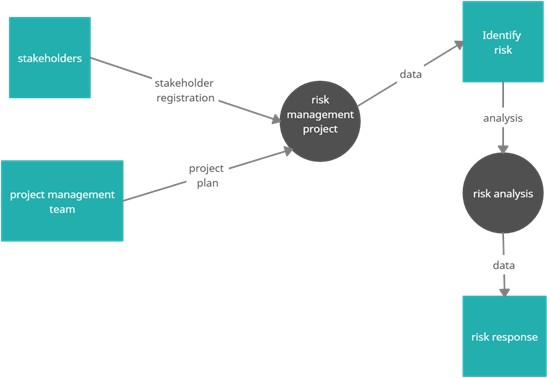 stakeholders
stakeholder
registration
project management
team
project
plan
risk
management
project
data
Identify
risk
analysis
risk analysis
data
risk response